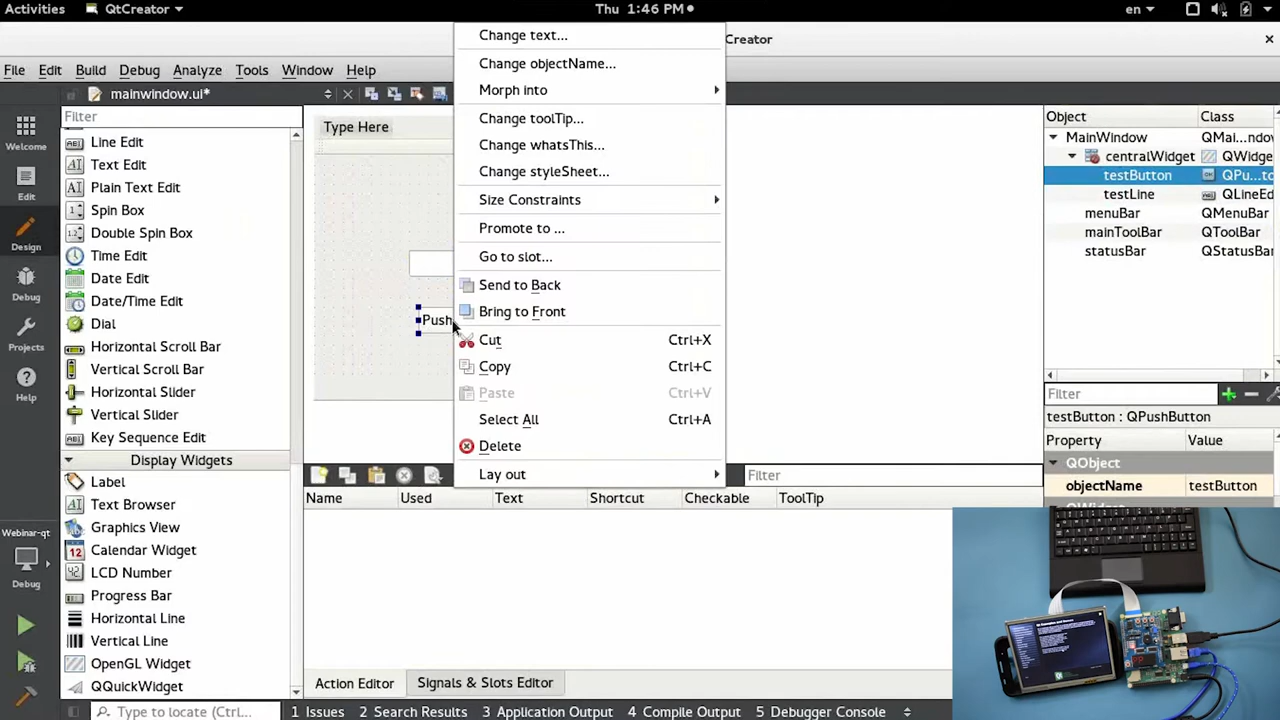 Activities QtCreator Thu 1:46 PM en
Creator
File Edit Build Debug Tools Analyze Window Help
mainwindow.ui*
Filter
Line Edit
Text Edit
Plain Text Edit
Spin Box
Double Spin Box
Time Edit
Date Edit
Date/Time Edit
Dial
Horizontal Scroll Bar
Vertical Scroll Bar
Horizontal Slider
Vertical Slider
Key Sequence Edit
Display Widgets
Label
Text Browser
Graphics View
Calendar Widget
LCD Number
Progress Bar
Horizontal Line
Vertical Line
OpenGL Widget
QQuickWidget
Welcome
Edit
Design
Debug
Projects
Help
Webinar-qt
Debug
Type Here
Push
Change text...
Change objectName...
Morph into
Change toolTip...
Change whatsThis...
Change styleSheet...
Size Constraints
Promote to ...
Go to slot...
Send to Back
Bring to Front
Cut Ctrl+X
Copy Ctrl+C
Paste Ctrl+V
Select All Ctrl+A
Delete
Lay out
Filter
Name Used Text Shortcut Checkable ToolTip
Action Editor Signals & Slots Editor
Object Class
MainWindow QMai...ndow
centralWidget QWidge
testButton QPu...to
testLine QLineEd
menuBar QMenuBar
mainToolBar QToolBar
statusBar QStatusBar
Filter
testButton : QPushButton
Property Value
QObject
objectName testButton
Type to locate (Ctrl... 1 Issues 2 Search Results 3 Application Output 4 Compile Output 5 Debugger Console